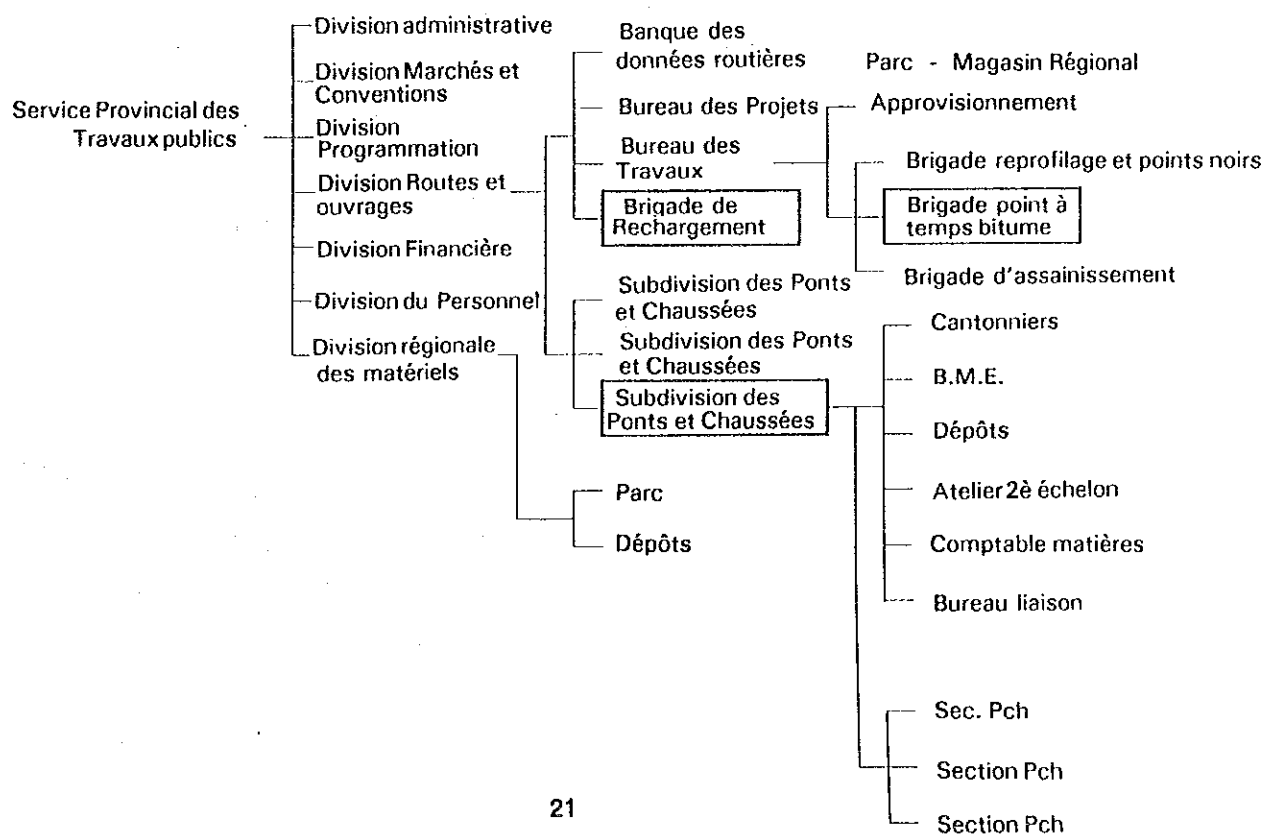 Service Provincial des
Travaux publics
Division administrative
Division Marchés et
Conventions
Division
Programmation
Division Routes et
ouvrages
Division Financière
Division du Personnel
Division régionale
des matériels
Banque des
données routières
Bureau des Projets
Bureau des
Travaux
Brigade de
Rechargement
Subdivision des Ponts
et Chaussées
Subdivision des Ponts
et Chaussées
Subdivision des
Ponts et Chaussées
Parc
Dépôts
Parc - Magasin Régional
Approvisionnement
Brigade reprofilage et points noirs
Brigade point à
temps bitume
Brigade d'assainissement
Cantonniers
B.M.E.
Dépôts
Atelier 2è échelon
Comptable matières
Bureau liaison
Sec. Pch
Section Pch
Section Pch
21